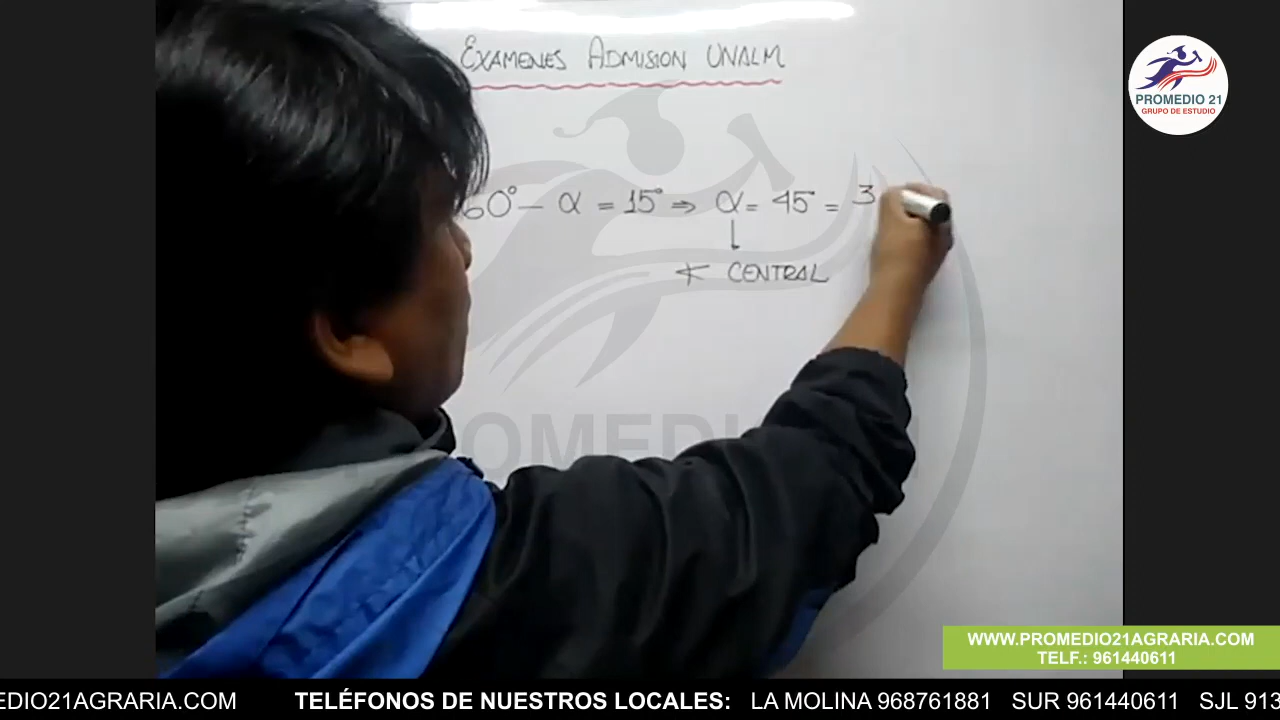 EXAMENES ADMISION UNALM
PROMEDIO 21
GRUPO DE ESTUDIO
60° - α = 15° ⇒ α = 45 = 3
∢ CENTRAL
OMEDI
WWW.PROMEDIO21AGRARIA.COM
TELF.: 961440611
EDIO21AGRARIA.COM TELÉFONOS DE NUESTROS LOCALES: LA MOLINA 968761881 SUR 961440611 SJL 913